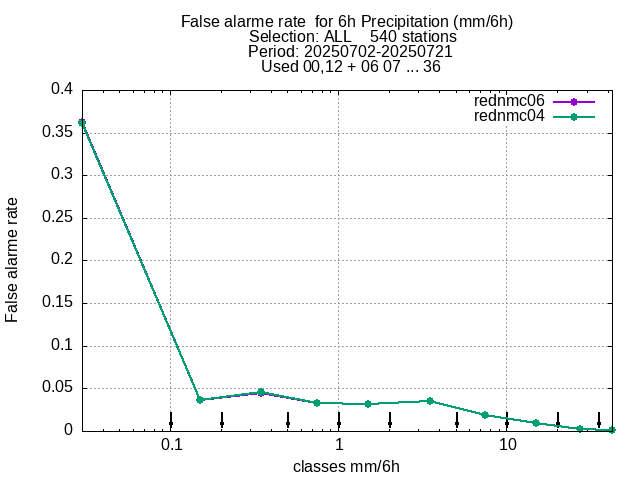 False alarme rate  for 6h Precipitation (mm/6h)
Selection: ALL    540 stations
Period: 20250702-20250721
Used 00,12 + 06 07 ... 36
rednmc06
rednmc04
0.4
0.35
0.3
0.25
0.2
0.15
0.1
0.05
0
False alarme rate
0.1 1 10
classes mm/6h